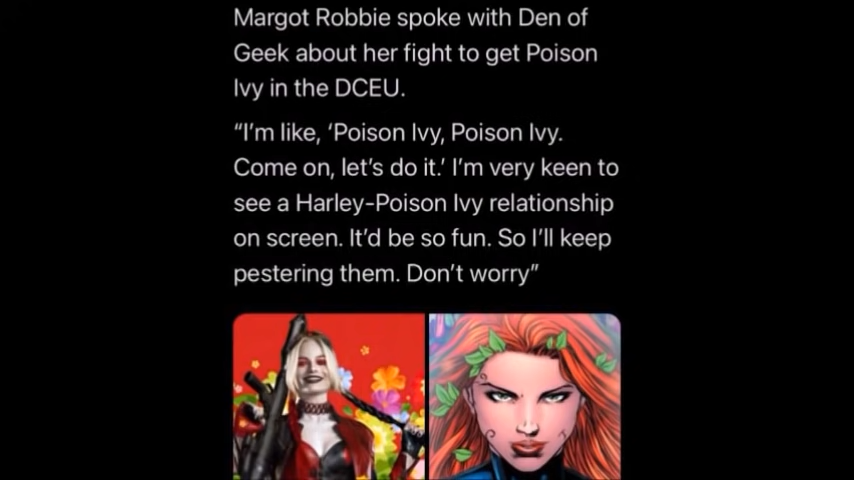 Margot Robbie spoke with Den of
Geek about her fight to get Poison
Ivy in the DCEU.
“I’m like, ‘Poison Ivy, Poison Ivy.
Come on, let’s do it.’ I’m very keen to
see a Harley-Poison Ivy relationship
on screen. It’d be so fun. So I’ll keep
pestering them. Don’t worry”